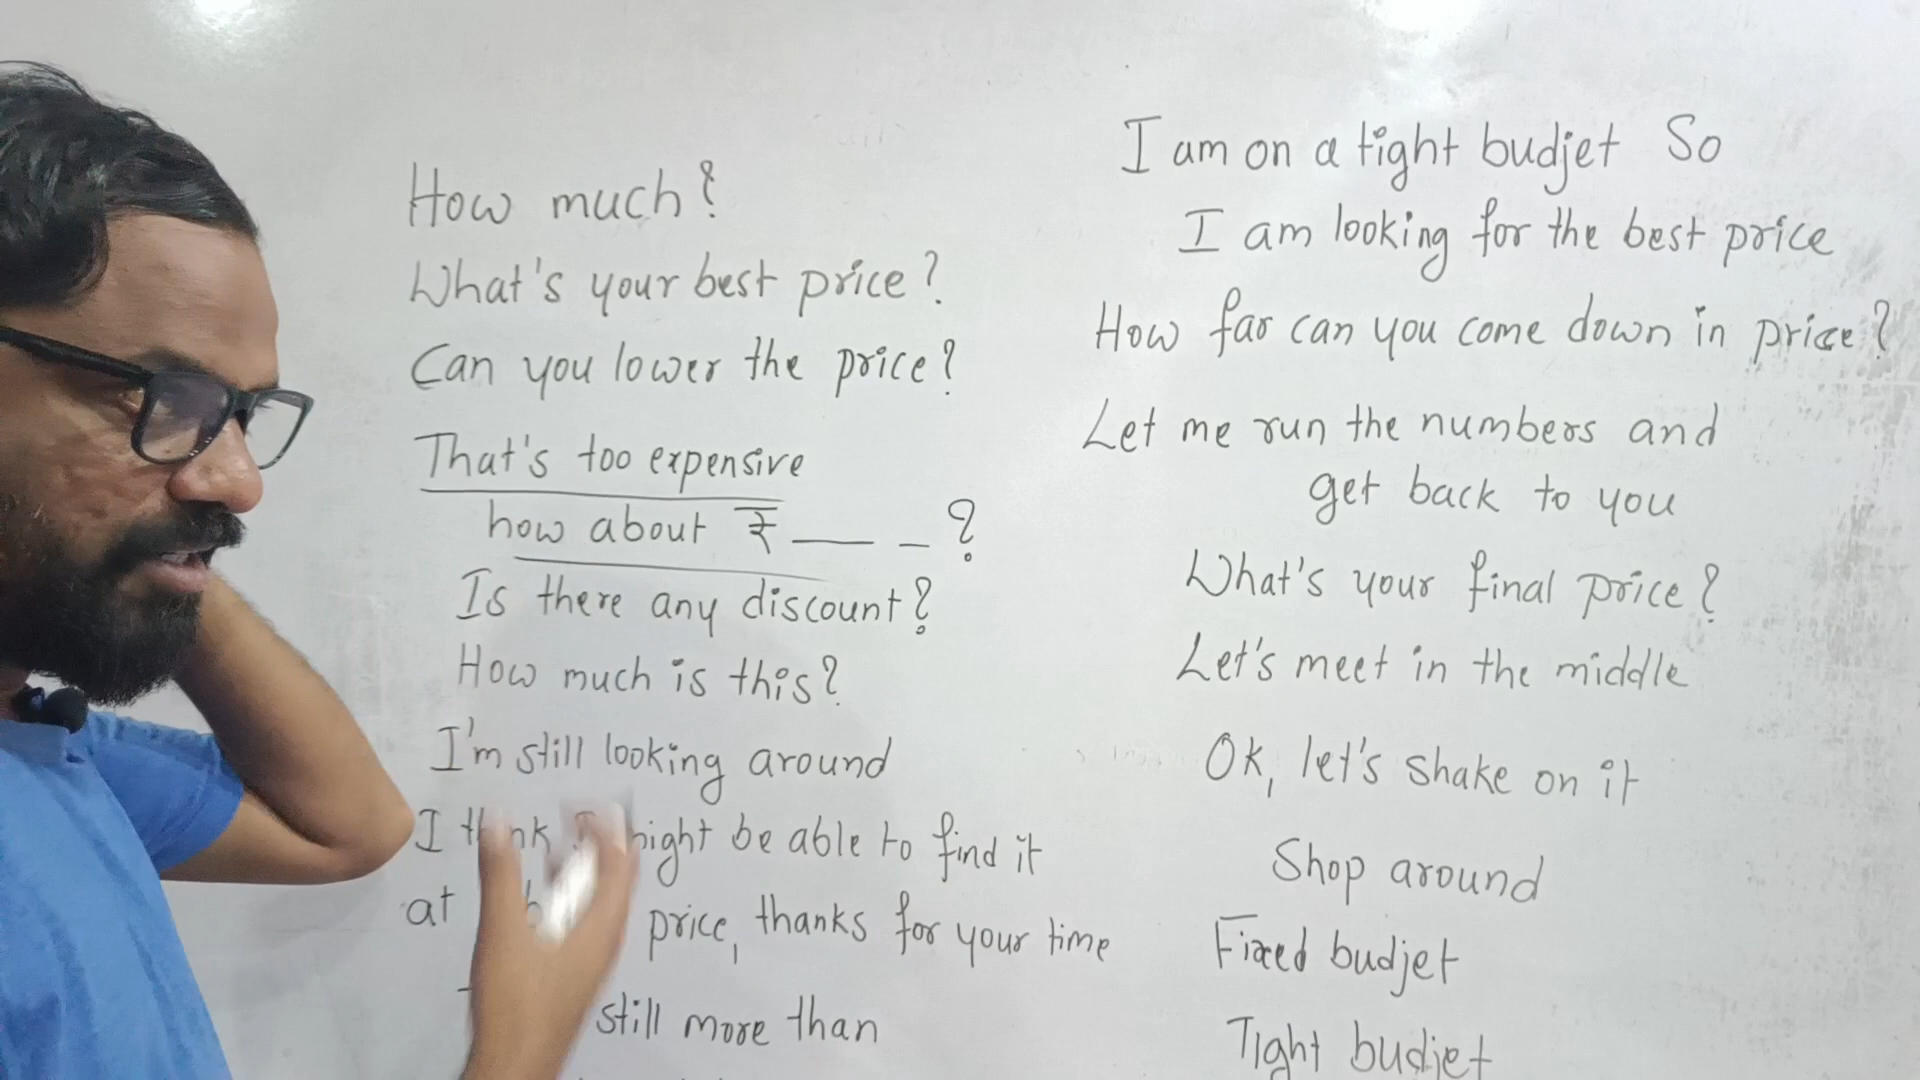 How much?
What's your best price?
Can you lower the price?
That's too expensive
how about ₹ ___ _?
Is there any discount?
How much is this?
I'm still looking around
I think I might be able to find it
at price, thanks for your time
still more than
I am on a tight budjet So
I am looking for the best price
How far can you come down in price?
Let me run the numbers and
get back to you
What's your final price?
Let's meet in the middle
Ok, let's shake on it
Shop around
Fixed budjet
Tight budjet